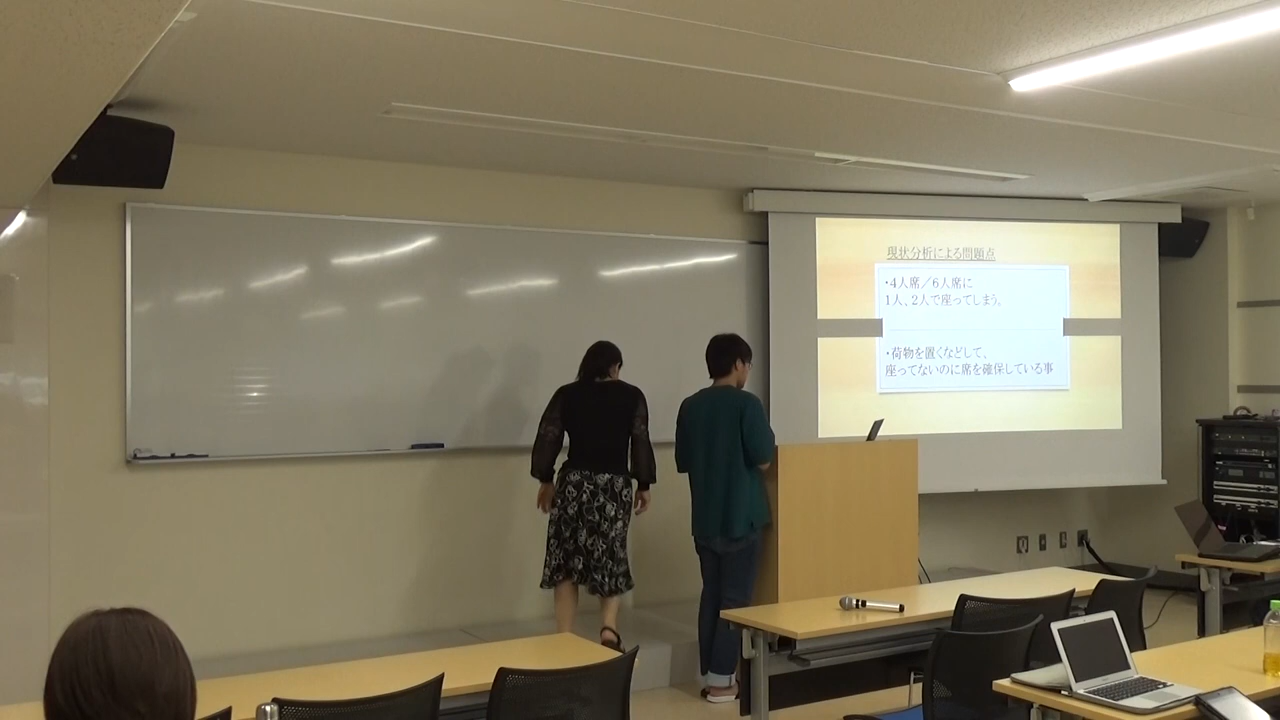 現状分析による問題点
・4人席／6人席に
1人、2人で座ってしまう。
・荷物を置くなどして、
座ってないのに席を確保している事